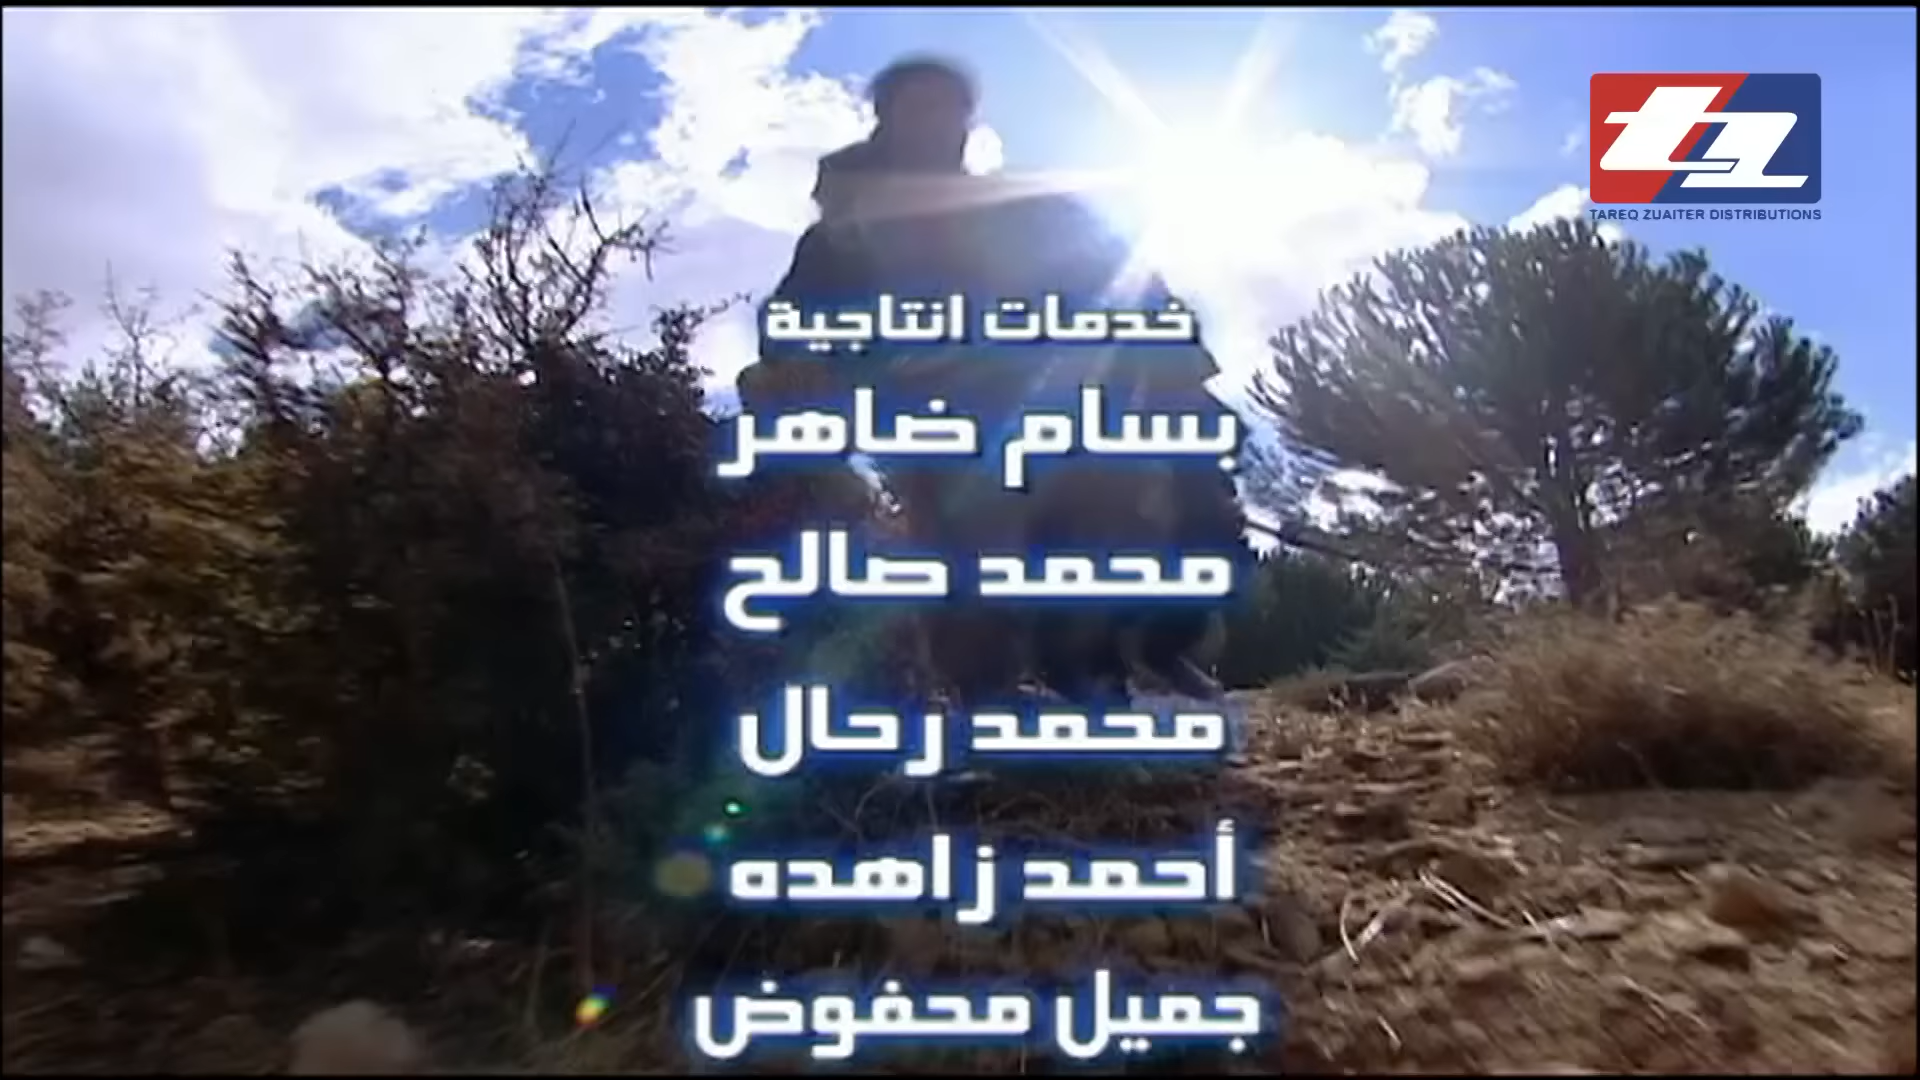 TAREQ ZUAITER DISTRIBUTIONS
خدمات انتاجية
بسام ضاهر
محمد صالح
محمد رحال
أحمد زاهده
جميل محفوض